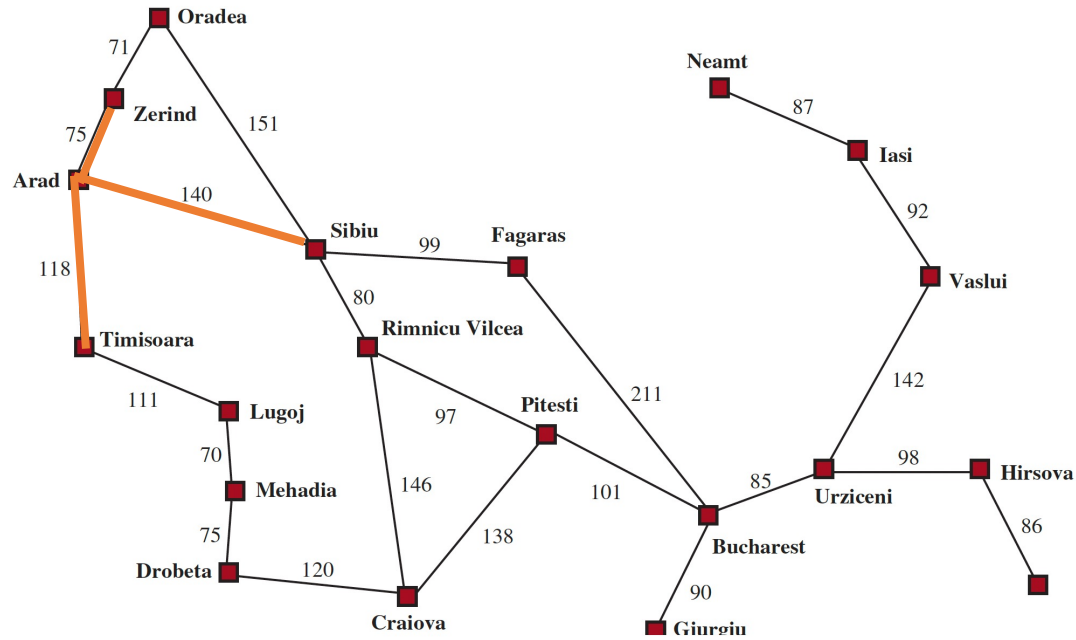 Oradea
71
Neamt
87
Zerind
75
151
Iasi
Arad
140
92
Sibiu
Fagaras
99
118
Vaslui
80
Timisoara
Rimnicu Vilcea
142
111
211
Lugoj
97
Pitesti
70
98
Hirsova
Mehadia
146
101
85
Urziceni
75
138
86
Bucharest
Drobeta
120
90
Craiova
Giurgiu